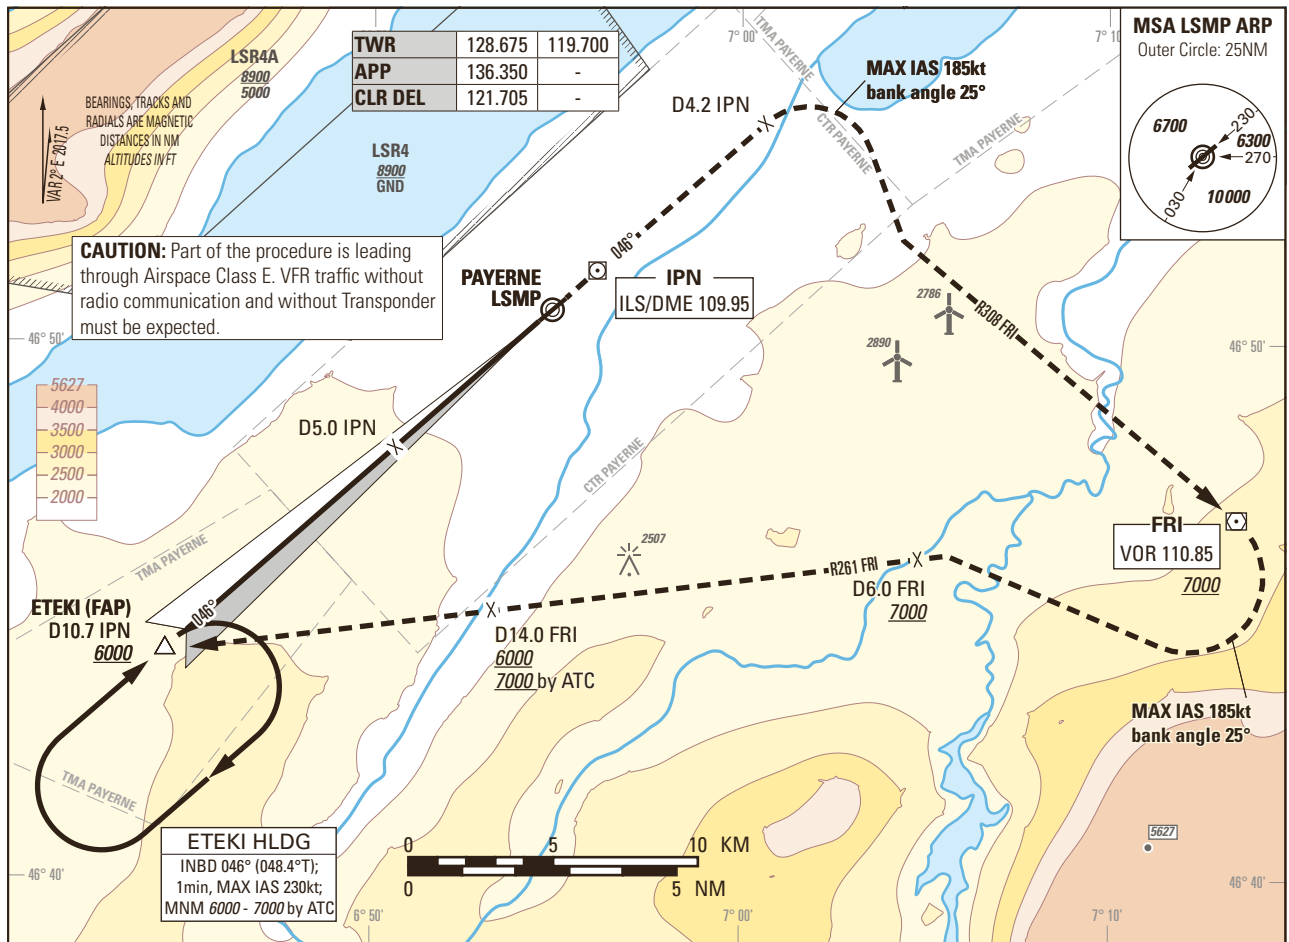 TWR 128.675 119.700
APP 136.350 -
CLR DEL 121.705 -
7° 00'
7° 10'
MSA LSMP ARP
Outer Circle: 25NM
6700
230
6300
270
10000
030
LSR4A
8900
5000
BEARINGS, TRACKS AND
RADIALS ARE MAGNETIC
DISTANCES IN NM
ALTITUDES IN FT
VAR 2° E 2017.5
LSR4
8900
GND
TMA PAYERNE
MAX IAS 185kt
bank angle 25°
D4.2 IPN
CTR PAYERNE
TMA PAYERNE
CAUTION: Part of the procedure is leading
through Airspace Class E. VFR traffic without
radio communication and without Transponder
must be expected.
046°
PAYERNE
LSMP
IPN
ILS/DME 109.95
2786
R308 FRI
2890
46° 50'
46° 50'
5627
4000
3500
3000
2500
2000
D5.0 IPN
CTR PAYERNE
FRI
VOR 110.85
7000
TMA PAYERNE
2507
R261 FRI
D6.0 FRI
7000
ETEKI (FAP)
D10.7 IPN
6000
046°
D14.0 FRI
6000
7000 by ATC
MAX IAS 185kt
bank angle 25°
TMA PAYERNE
ETEKI HLDG
INBD 046° (048.4°T);
1min, MAX IAS 230kt;
MNM 6000 - 7000 by ATC
0 5 10 KM
0 5 NM
5627
46° 40'
46° 40'
6° 50'
7° 00'
7° 10'